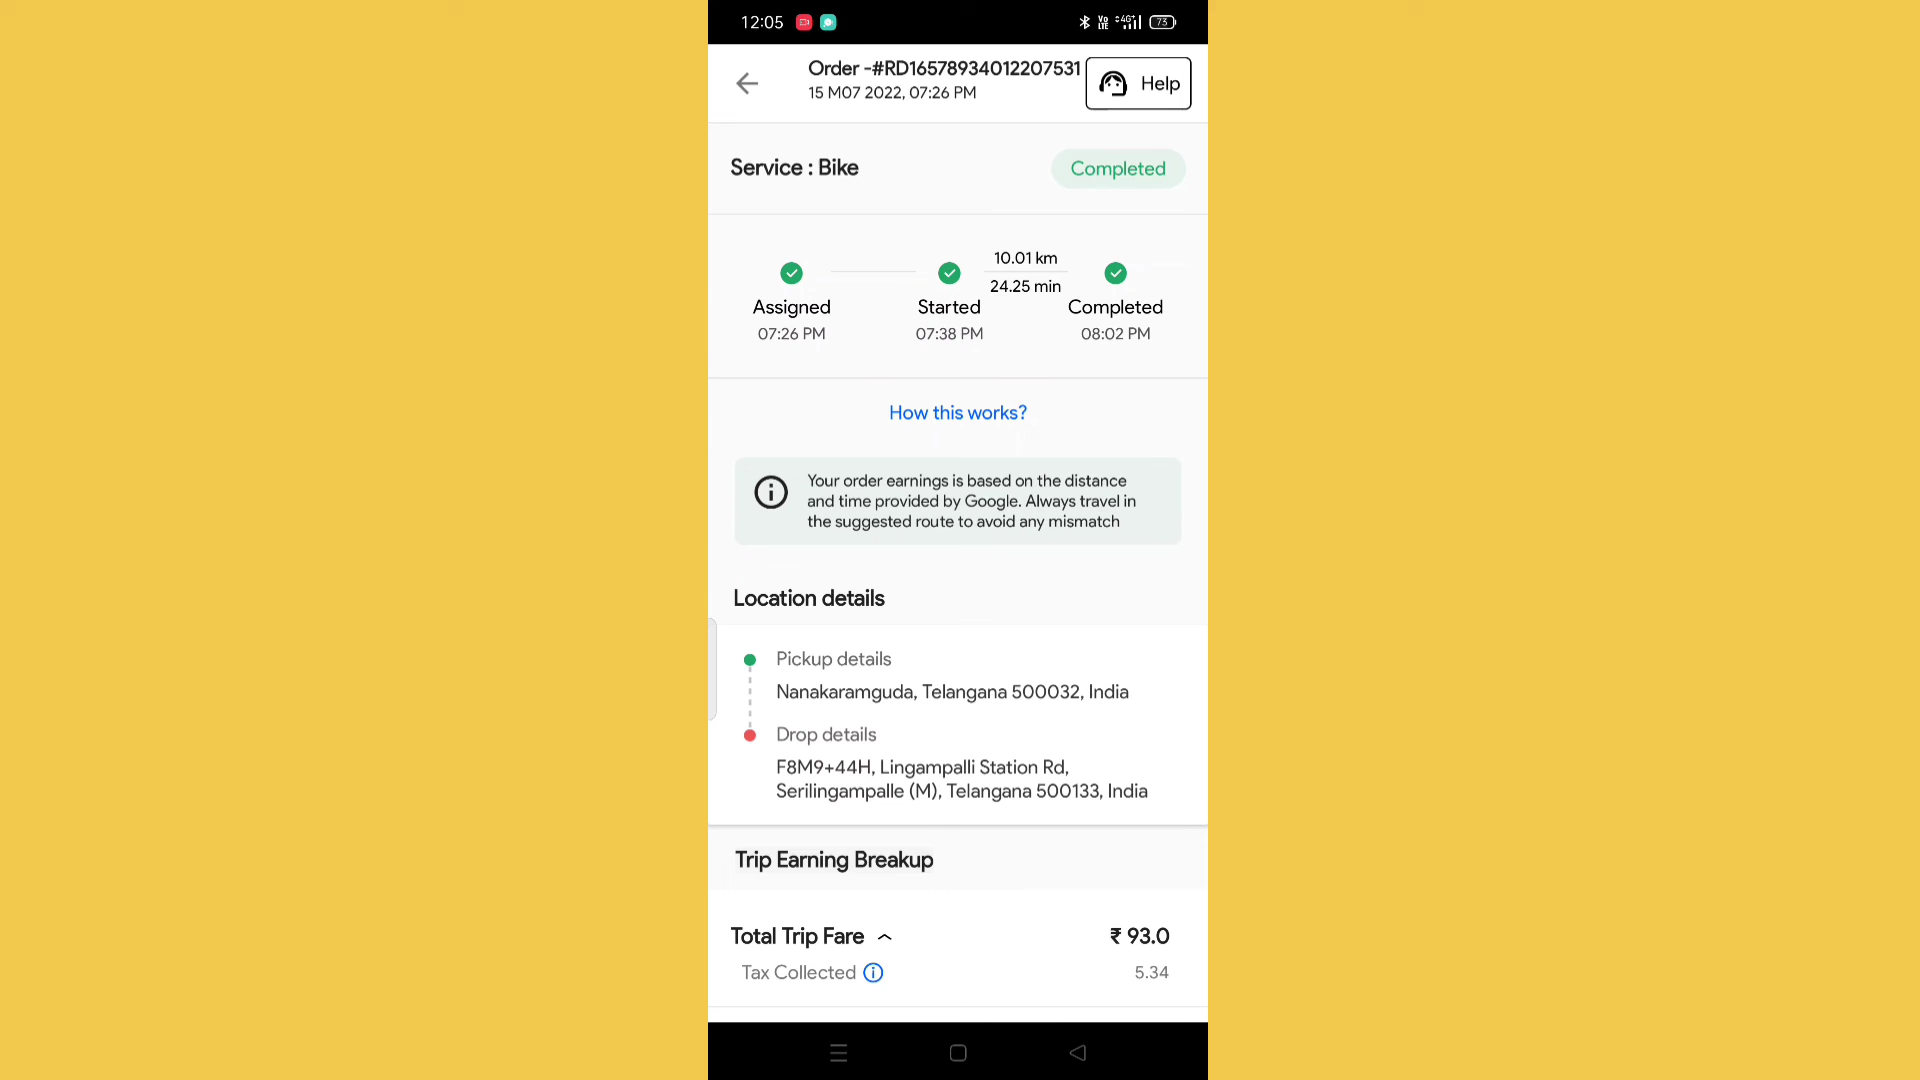 12:05
Vo LTE 4G+ 73
Order -#RD16578934012207531
15 M07 2022, 07:26 PM
Help
Service : Bike
Completed
10.01 km
24.25 min
Assigned
Started
Completed
07:26 PM
07:38 PM
08:02 PM
How this works?
Your order earnings is based on the distance
and time provided by Google. Always travel in
the suggested route to avoid any mismatch
Location details
Pickup details
Nanakaramguda, Telangana 500032, India
Drop details
F8M9+44H, Lingampalli Station Rd,
Serilingampalle (M), Telangana 500133, India
Trip Earning Breakup
Total Trip Fare ₹ 93.0
Tax Collected 5.34